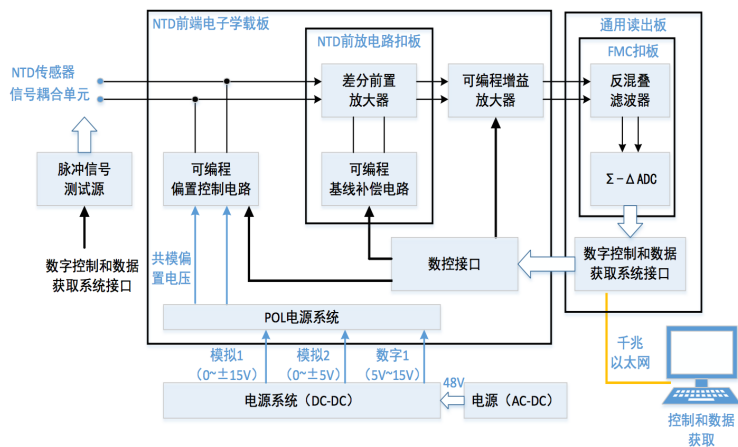 NTD前端电子学载板
通用读出板
NTD前放电路扣板
FMC扣板
NTD传感器
信号耦合单元
差分前置
放大器
可编程增益
放大器
反混叠
滤波器
脉冲信号
测试源
可编程
偏置控制电路
可编程
基线补偿电路
Σ-ΔADC
数字控制和数据
获取系统接口
共模偏
置电压
数控接口
数字控制和数据
获取系统接口
POL电源系统
模拟1
(0~±15V)
模拟2
(0~±5V)
数字1
(5V~15V)
千兆
以太网
电源系统(DC-DC)
48V
电源(AC-DC)
控制和数据
获取